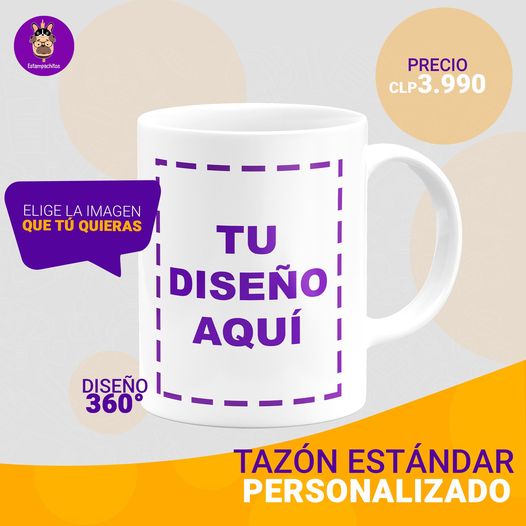 Estampachitos
PRECIO
CLP3.990
ELIGE LA IMAGEN
QUE TÚ QUIERAS
TU
DISEÑO
AQUÍ
DISEÑO
360°
TAZÓN ESTÁNDAR
PERSONALIZADO